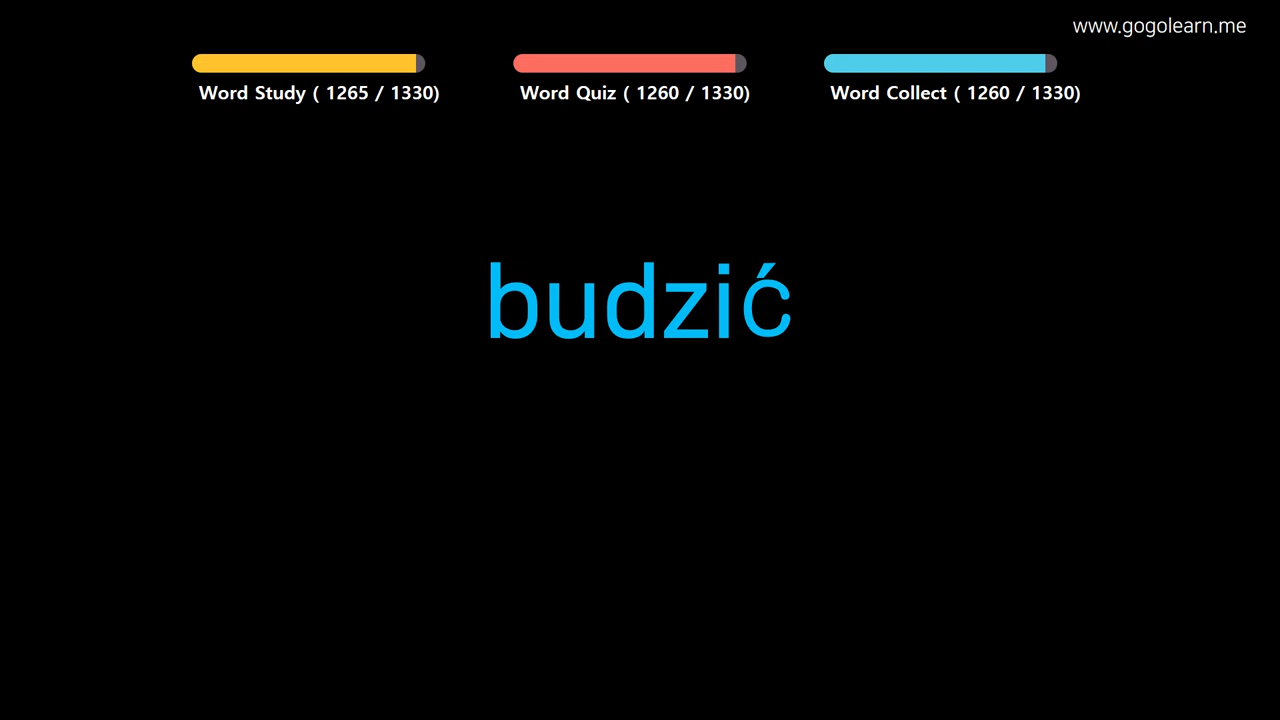 www.gogolearn.me
Word Study ( 1265 / 1330)
Word Quiz ( 1260 / 1330)
Word Collect ( 1260 / 1330)
budzić